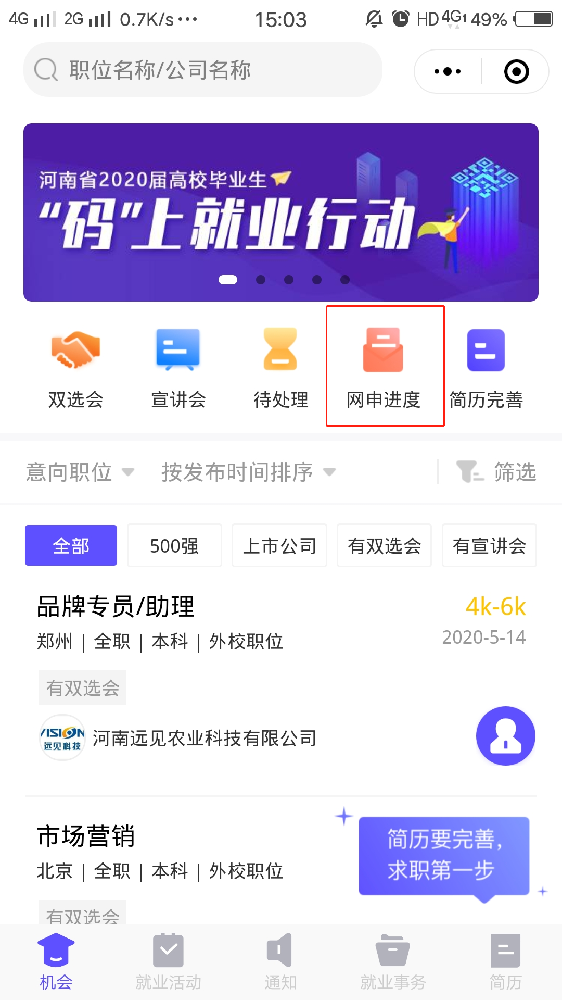 4G 2G 0.7K/s ··· 15:03 HD 4G1 49%
职位名称/公司名称
河南省2020届高校毕业生
“码”上就业行动
双选会 宣讲会 待处理 网申进度 简历完善
意向职位 按发布时间排序 筛选
全部 500强 上市公司 有双选会 有宣讲会
品牌专员/助理 4k-6k
郑州 | 全职 | 本科 | 外校职位 2020-5-14
有双选会
VISION
远见科技
河南远见农业科技有限公司
市场营销
北京 | 全职 | 本科 | 外校职位
简历要完善,
求职第一步
有双选会
机会 就业活动 通知 就业事务 简历